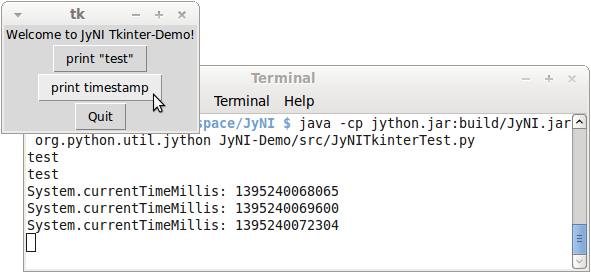 tk
Welcome to JyNI Tkinter-Demo!
print "test"
print timestamp
Quit
Terminal
Terminal Help
space/JyNI $ java -cp jython.jar:build/JyNI.jar
org.python.util.jython JyNI-Demo/src/JyNITkinterTest.py
test
test
System.currentTimeMillis: 1395240068065
System.currentTimeMillis: 1395240069600
System.currentTimeMillis: 1395240072304